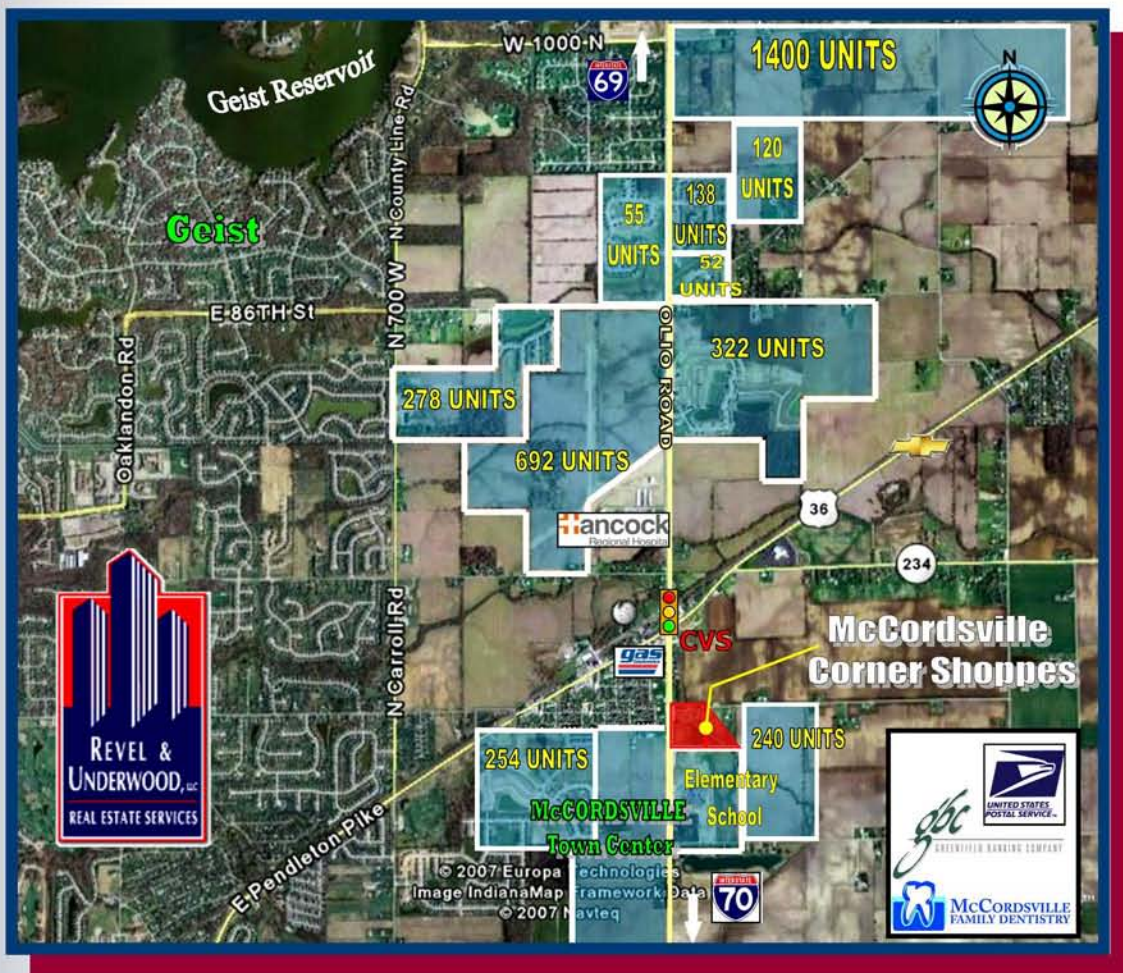 W 1000 N
INTERSTATE
69
1400 UNITS
N
Geist Reservoir
N County Line Rd
120
UNITS
138
UNITS
55
UNITS
52
UNITS
Geist
E 86TH St
N 700 W
OLIO ROAD
322 UNITS
278 UNITS
Oaklandon Rd
692 UNITS
Hancock
Regional Hospita
36
234
N Carroll Rd
CVS
gas
McCordsville
Corner Shoppes
REVEL &
UNDERWOOD, LLC
REAL ESTATE SERVICES
254 UNITS
240 UNITS
Elementary
School
McCORDSVILLE
Town Center
E Pendleton Pike
© 2007 Europa Technologies
Image IndianaMap Framework Data
© 2007 Navteq
INTERSTATE
70
UNITED STATES
POSTAL SERVICE
gbc
GREENFIELD BANKING COMPANY
McCORDSVILLE
FAMILY DENTISTRY